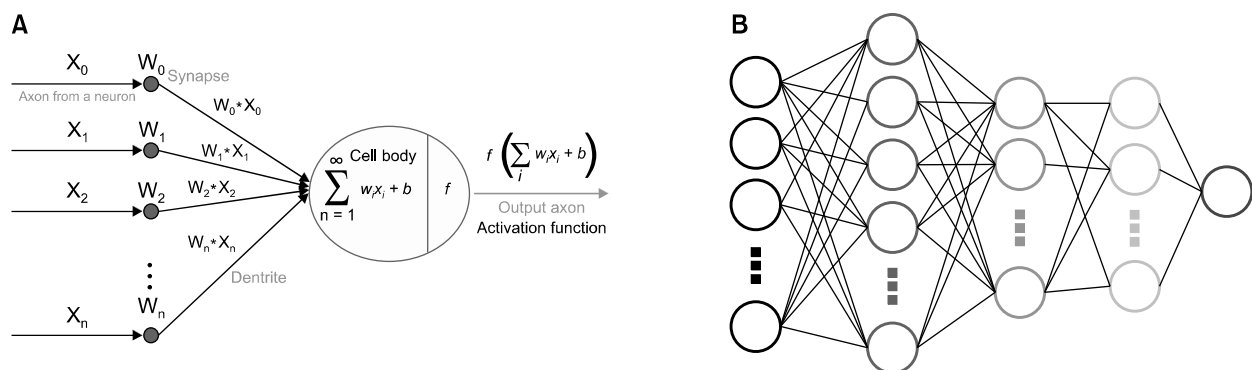 A
X0
W0
Synapse
Axon from a neuron
W0*X0
X1
W1
W1*X1
X2
W2
W2*X2
Wn*Xn
Dentrite
Xn
Wn
∞
Cell body
∑ wixi + b
n = 1
f
f (∑ wixi + b)
i
Output axon
Activation function
B